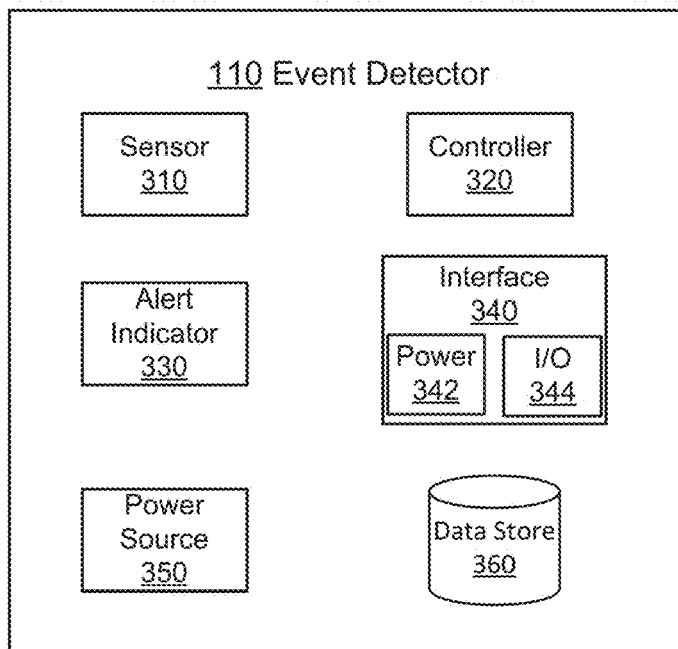 110 Event Detector
Sensor
310
Controller
320
Alert
Indicator
330
Interface
340
Power
342
I/O
344
Power
Source
350
Data Store
360